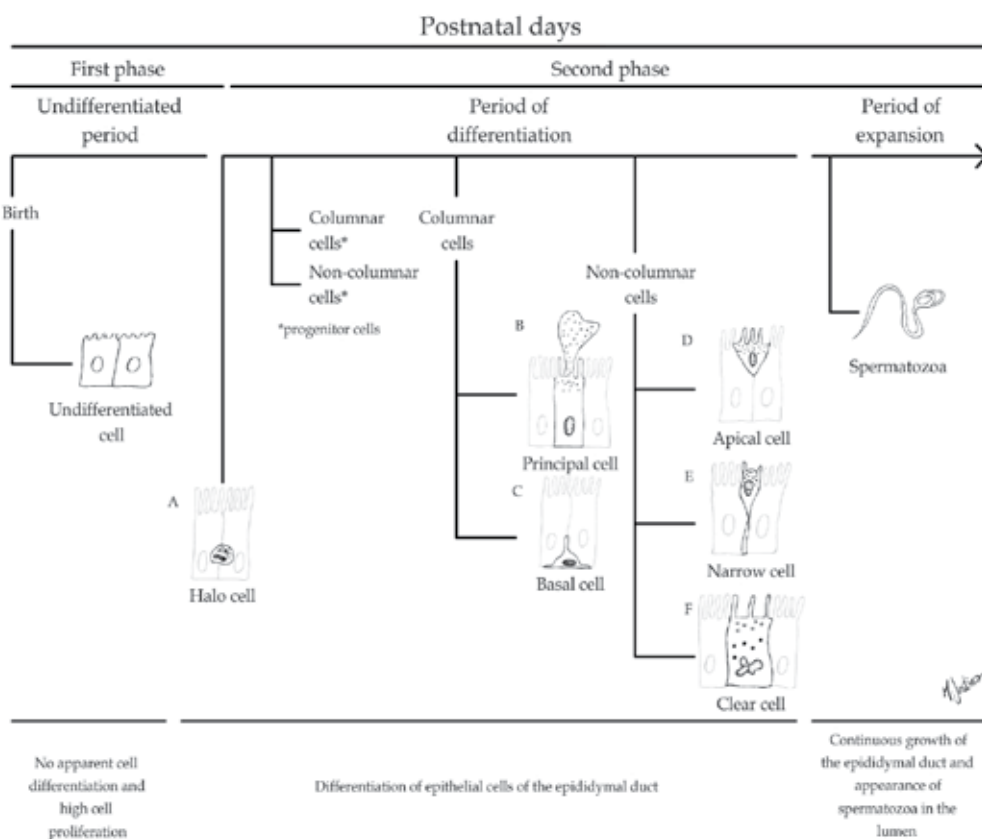 Postnatal days
First phase
Second phase
Undifferentiated
period
Period of
differentiation
Period of
expansion
Birth
Columnar
cells*
Non-columnar
cells*
*progenitor cells
Columnar
cells
Non-columnar
cells
Undifferentiated
cell
A
Halo cell
B
Principal cell
C
Basal cell
D
Apical cell
E
Narrow cell
F
Clear cell
Spermatozoa
No apparent cell
differentiation and
high cell
proliferation
Differentiation of epithelial cells of the epididymal duct
Continuous growth of
the epididymal duct and
appearance of
spermatozoa in the
lumen